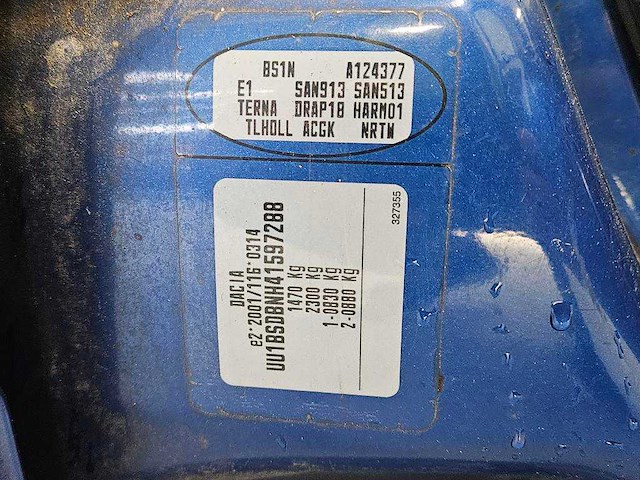 BS1N A124377
E1 SAN913 SAN513
TERNA DRAP18 HARM01
TLHOLL ACGK NRTW
DACIA
e2*2001/116*0314
UU1BSDBNH41597288
1470 Kg
2300 Kg
1-0830 Kg
2-0880 Kg
327355